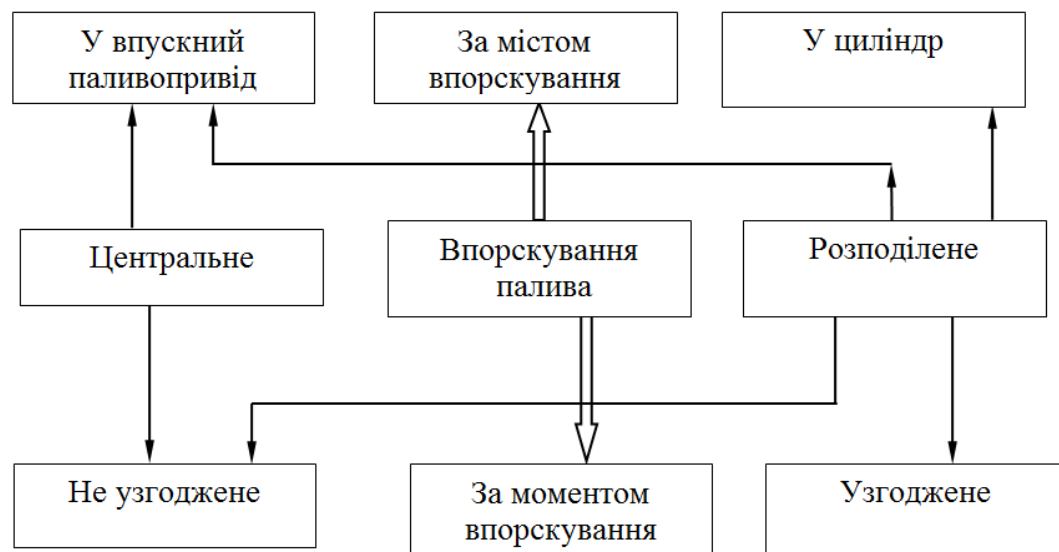 У впускний
паливопривід
За містом
впорскування
У циліндр
Центральне
Впорскування
палива
Розподілене
Не узгоджене
За моментом
впорскування
Узгоджене